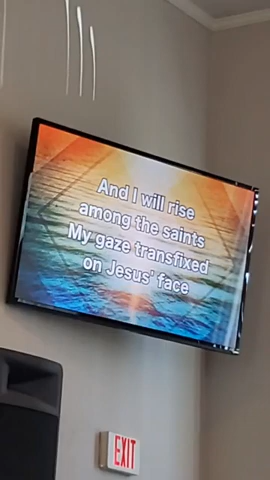 And I will rise
among the saints
My gaze transfixed
on Jesus' face
EXIT